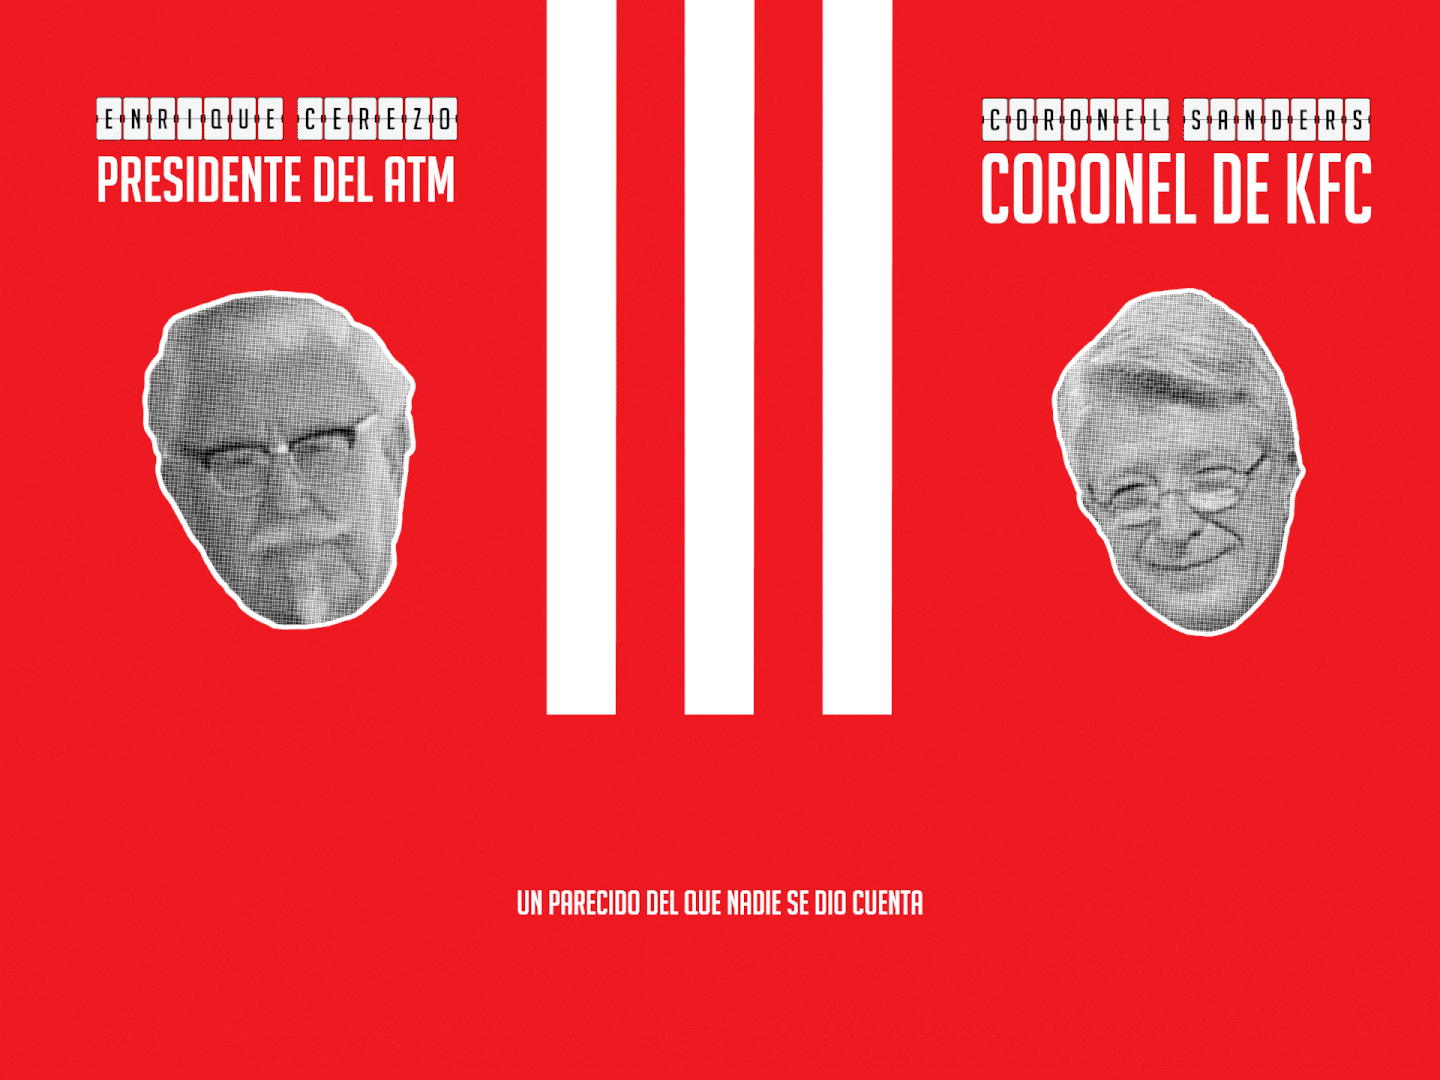 ENRIQUE CEREZO
PRESIDENTE DEL ATM
CORONEL SANDERS
CORONEL DE KFC
UN PARECIDO DEL QUE NADIE SE DIO CUENTA